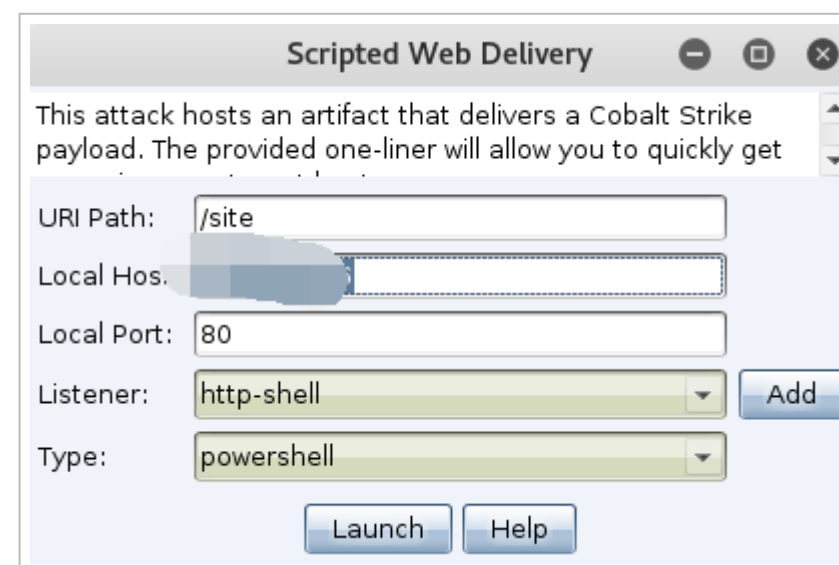 Scripted Web Delivery
This attack hosts an artifact that delivers a Cobalt Strike
payload. The provided one-liner will allow you to quickly get
URI Path: /site
Local Hos
Local Port: 80
Listener: http-shell Add
Type: powershell
Launch Help